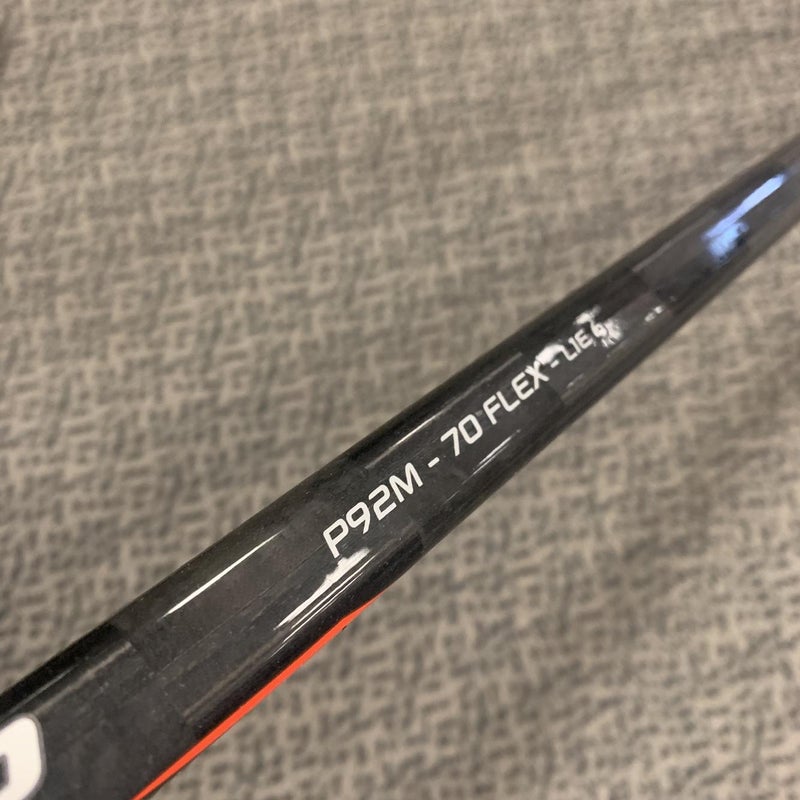 P92M - 70 FLEX - LIE